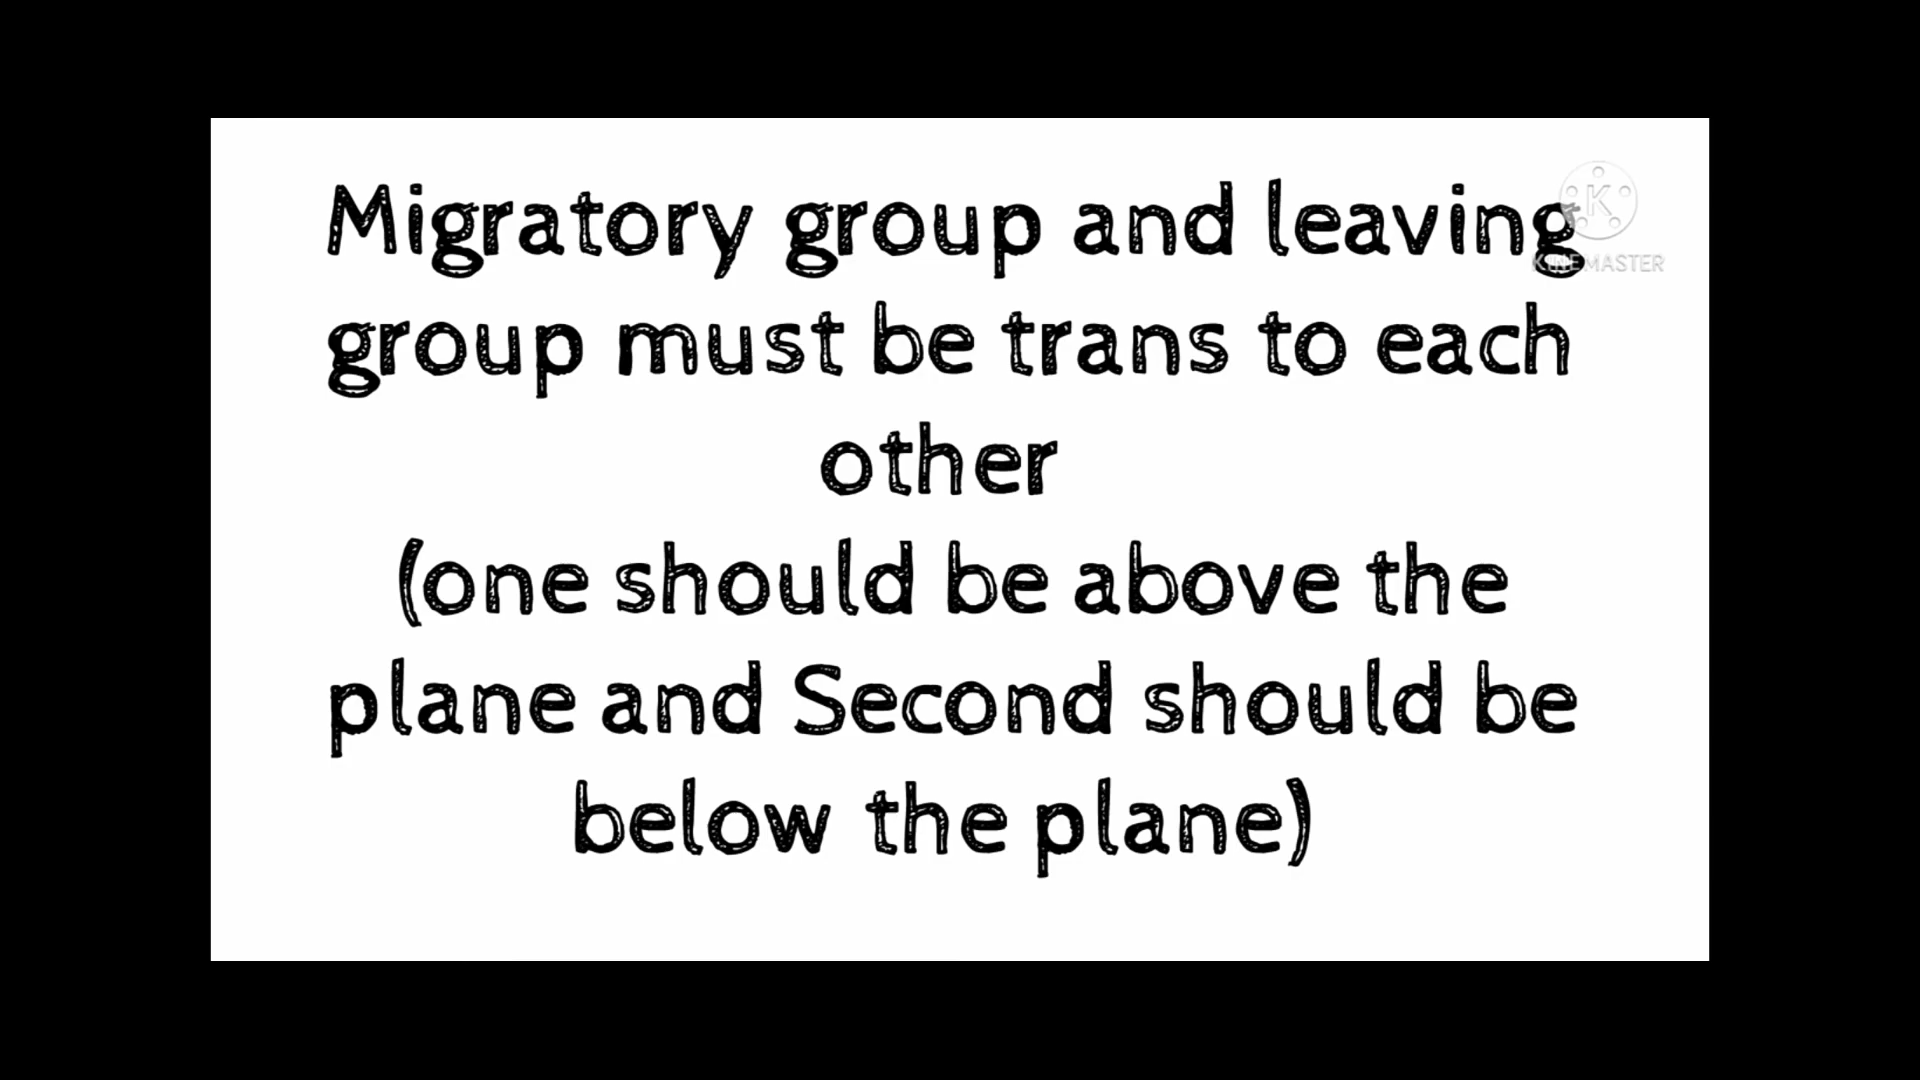 Migratory group and leaving
group must be trans to each
other
(one should be above the
plane and Second should be
below the plane)
K
KINEMASTER